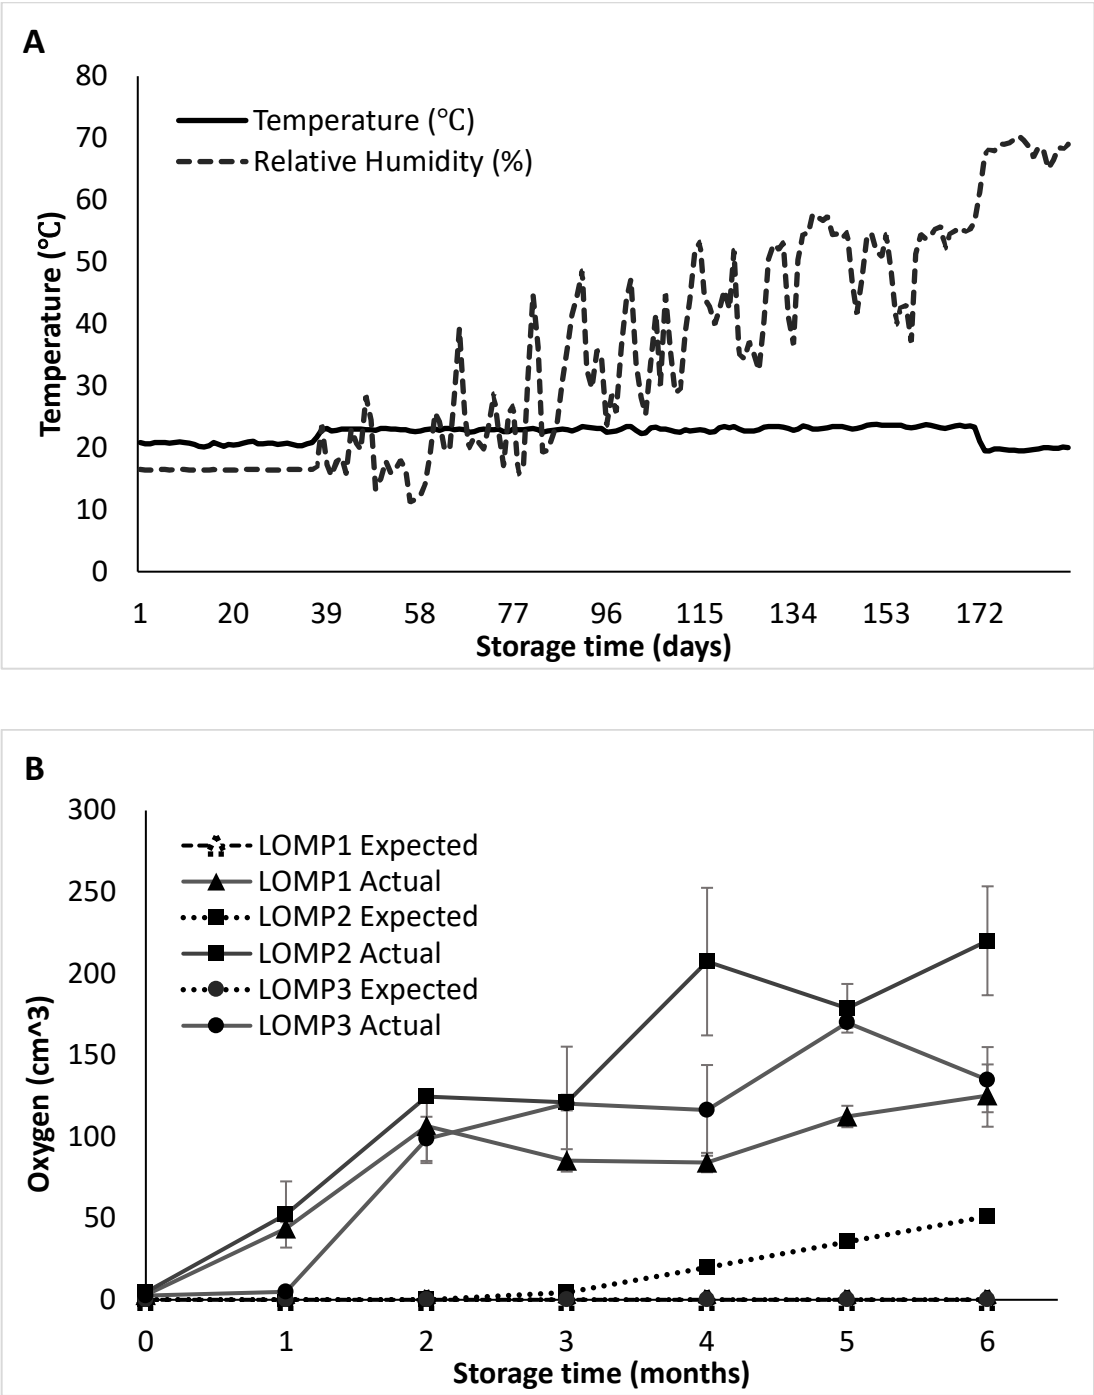 A
80
70
60
50
40
30
20
10
0
Temperature (°C)
Temperature (°C)
Relative Humidity (%)
1 20 39 58 77 96 115 134 153 172
Storage time (days)
B
300
250
200
150
100
50
0
Oxygen (cm^3)
LOMP1 Expected
LOMP1 Actual
LOMP2 Expected
LOMP2 Actual
LOMP3 Expected
LOMP3 Actual
0 1 2 3 4 5 6
Storage time (months)